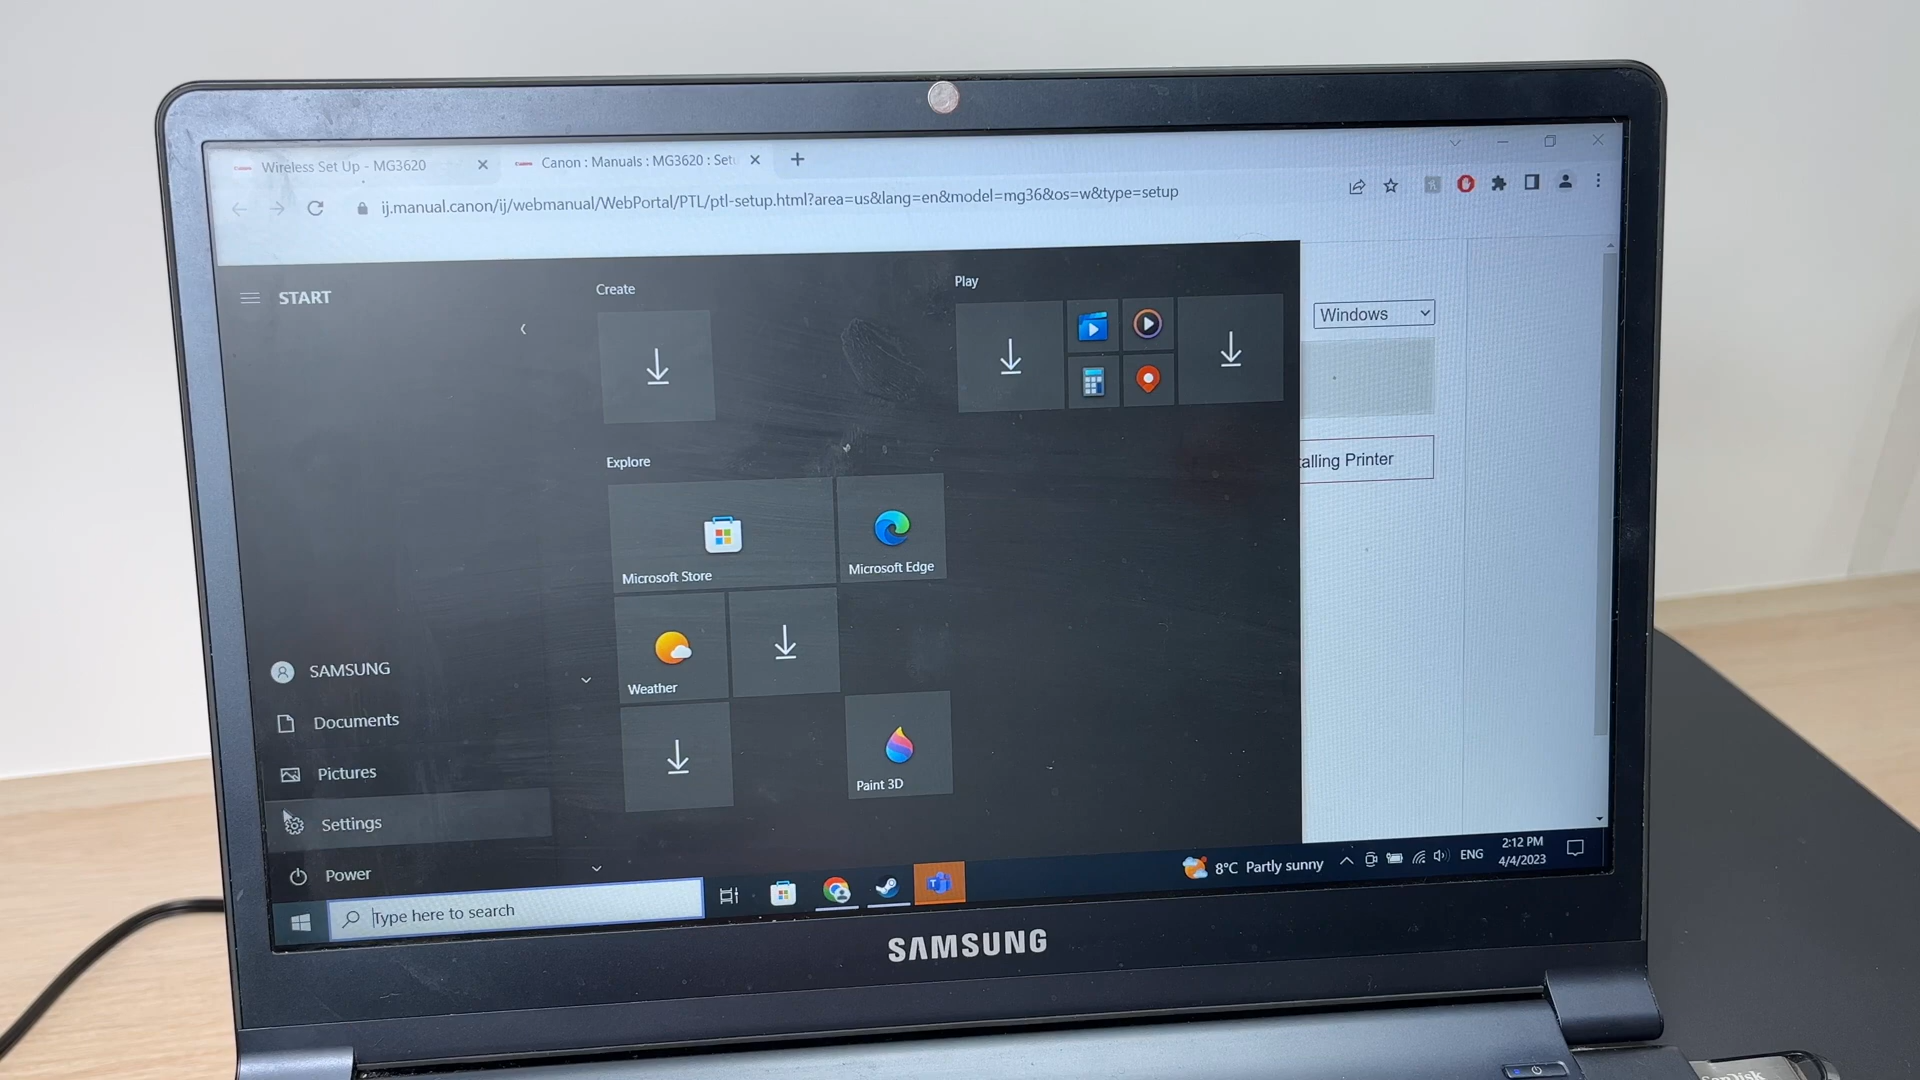 Wireless Set Up - MG3620
Canon : Manuals : MG3620 : Setu
ij.manual.canon/ij/webmanual/WebPortal/PTL/ptl-setup.html?area=us&lang=en&model=mg36&os=w&type=setup
START
Create
Play
Windows
Explore
talling Printer
Microsoft Store
Microsoft Edge
SAMSUNG
Weather
Documents
Pictures
Paint 3D
Settings
Power
Type here to search
8°C Partly sunny
ENG
2:12 PM
4/4/2023
SAMSUNG
SanDisk